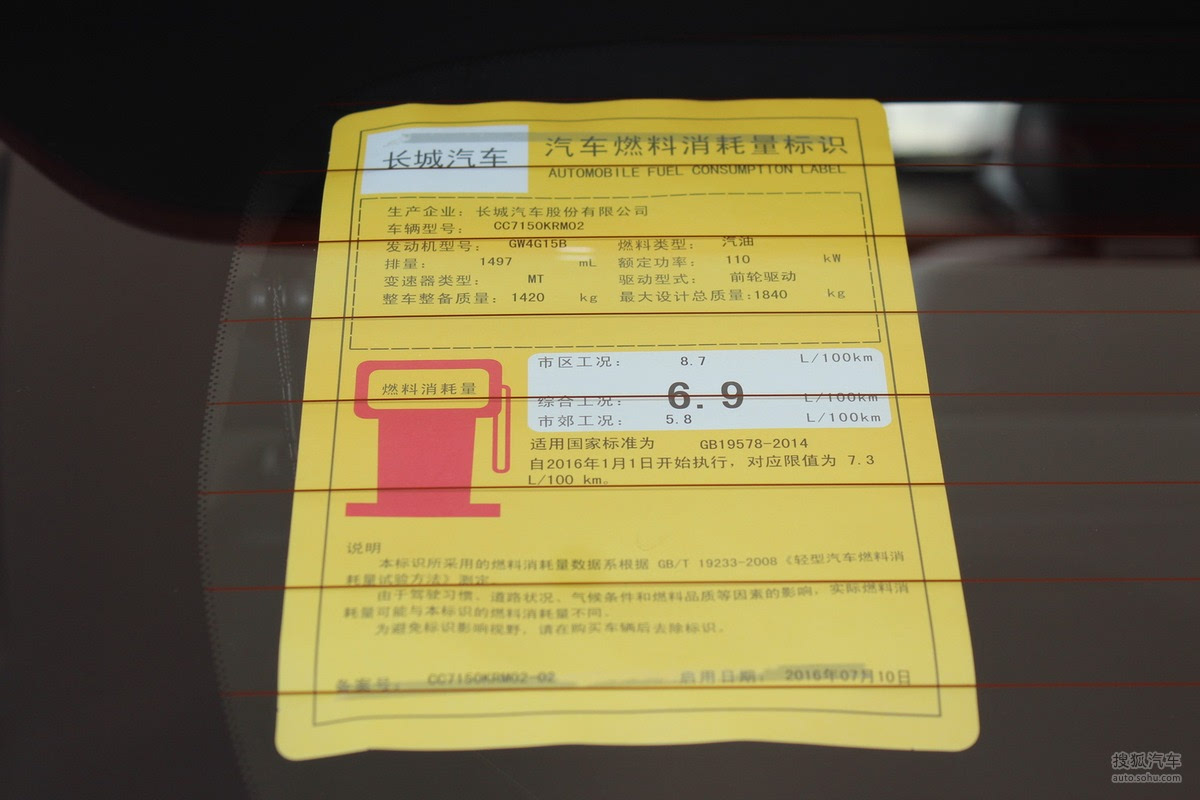 长城汽车
汽车燃料消耗量标识
AUTOMOBILE FUEL CONSUMPTION LABEL
生产企业: 长城汽车股份有限公司
车辆型号: CC7150KRM02
发动机型号: GW4G15B 燃料类型: 汽油
排量: 1497 mL 额定功率: 110 kW
变速器类型: MT 驱动型式: 前轮驱动
整车整备质量: 1420 kg 最大设计总质量:1840 kg
燃料消耗量
市区工况: 8.7 L/100km
综合工况: 6.9 L/100km
市郊工况: 5.8 L/100km
适用国家标准为 GB19578-2014
自2016年1月1日开始执行，对应限值为 7.3
L/100 km。
说明
本标识所采用的燃料消耗量数据系根据 GB/T 19233-2008《轻型汽车燃料消
耗量试验方法》测定。
由于驾驶习惯、道路状况、气候条件和燃料品质等因素的影响，实际燃料消
耗量可能与本标识的燃料消耗量不同。
为避免标识影响视野，请在购买车辆后去除标识。
备案号: CC7150KRM02-02 启用日期: 2016年07月10日
搜狐汽车
auto.sohu.com